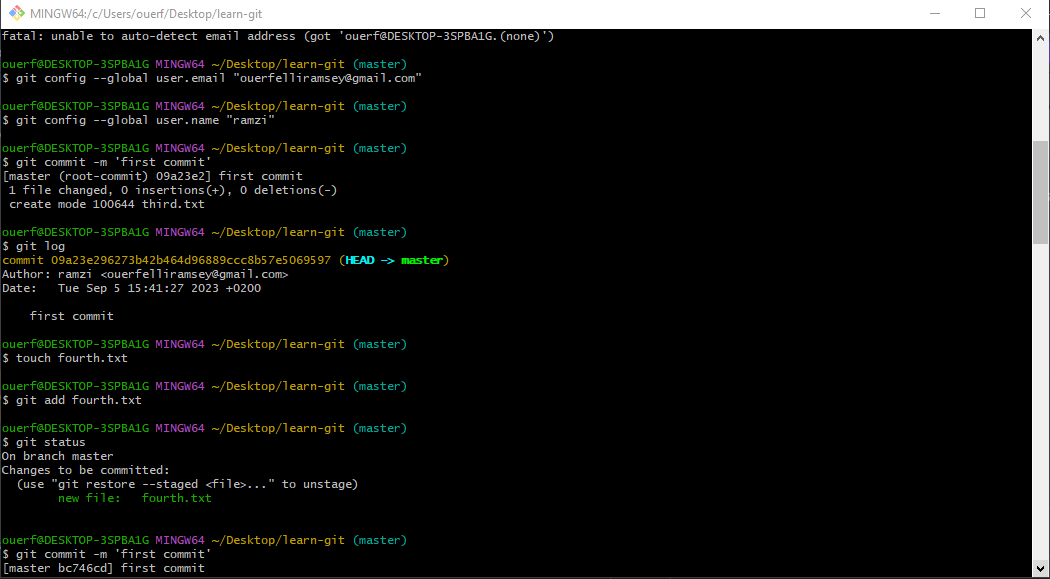 MINGW64:/c/Users/ouerf/Desktop/learn-git
fatal: unable to auto-detect email address (got 'ouerf@DESKTOP-3SPBA1G.(none)')
ouerf@DESKTOP-3SPBA1G MINGW64 ~/Desktop/learn-git (master)
$ git config --global user.email "ouerfelliramsey@gmail.com"
ouerf@DESKTOP-3SPBA1G MINGW64 ~/Desktop/learn-git (master)
$ git config --global user.name "ramzi"
ouerf@DESKTOP-3SPBA1G MINGW64 ~/Desktop/learn-git (master)
$ git commit -m 'first commit'
[master (root-commit) 09a23e2] first commit
 1 file changed, 0 insertions(+), 0 deletions(-)
 create mode 100644 third.txt
ouerf@DESKTOP-3SPBA1G MINGW64 ~/Desktop/learn-git (master)
$ git log
commit 09a23e296273b42b464d96889ccc8b57e5069597 (HEAD -> master)
Author: ramzi <ouerfelliramsey@gmail.com>
Date:   Tue Sep 5 15:41:27 2023 +0200
    first commit
ouerf@DESKTOP-3SPBA1G MINGW64 ~/Desktop/learn-git (master)
$ touch fourth.txt
ouerf@DESKTOP-3SPBA1G MINGW64 ~/Desktop/learn-git (master)
$ git add fourth.txt
ouerf@DESKTOP-3SPBA1G MINGW64 ~/Desktop/learn-git (master)
$ git status
On branch master
Changes to be committed:
  (use "git restore --staged <file>..." to unstage)
        new file:   fourth.txt
ouerf@DESKTOP-3SPBA1G MINGW64 ~/Desktop/learn-git (master)
$ git commit -m 'first commit'
[master bc746cd] first commit